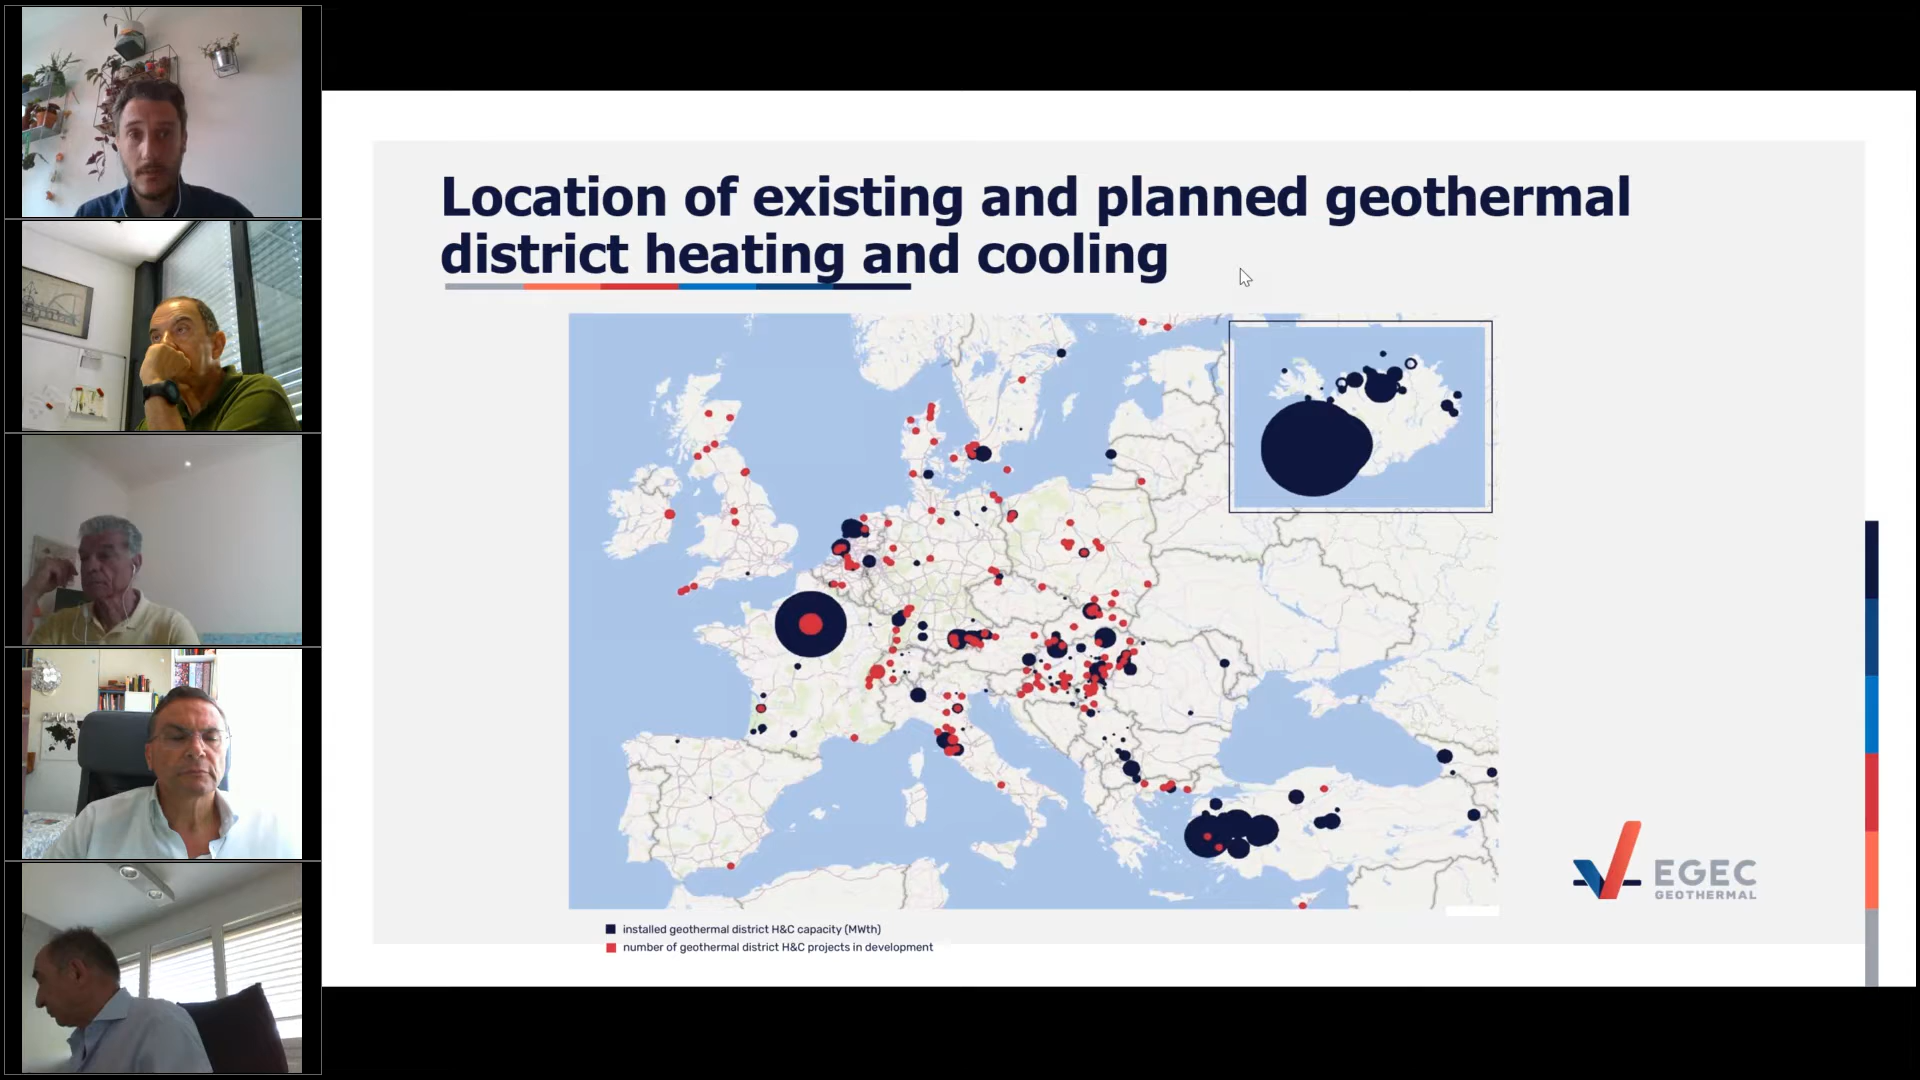 Location of existing and planned geothermal
district heating and cooling
installed geothermal district H&C capacity (MWth)
number of geothermal district H&C projects in development
EGEC
GEOTHERMAL